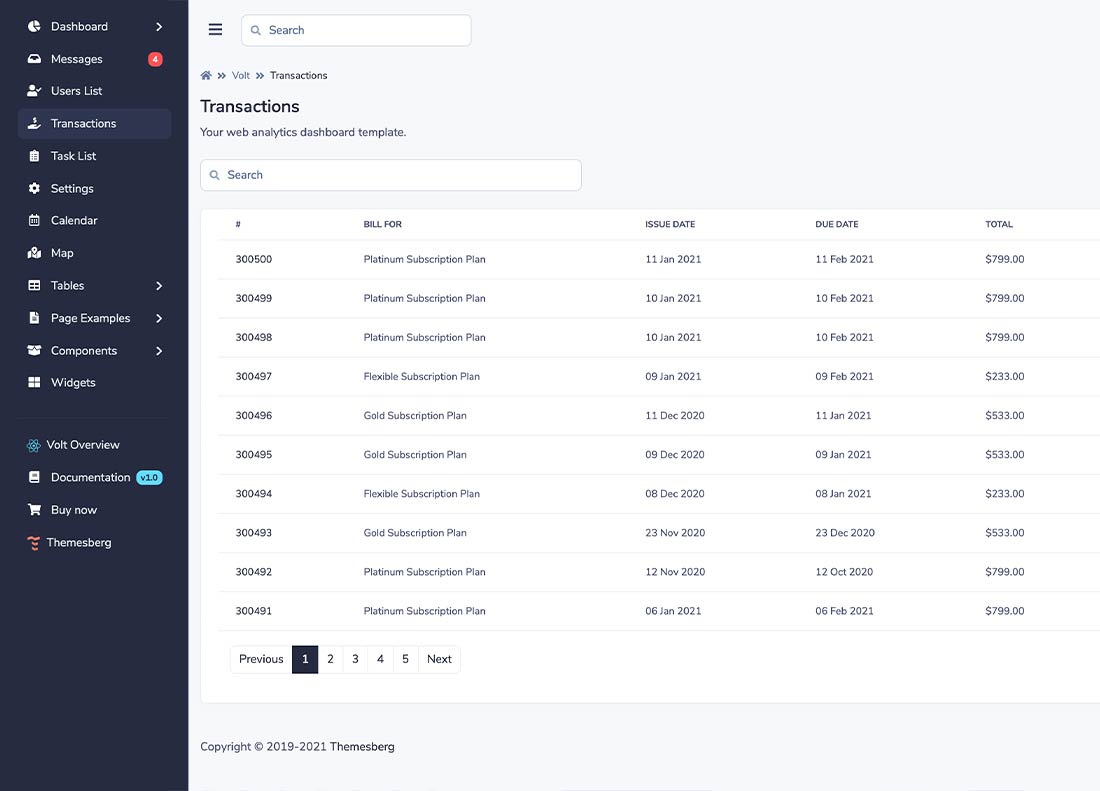 Dashboard
Messages 4
Users List
Transactions
Task List
Settings
Calendar
Map
Tables
Page Examples
Components
Widgets
Volt Overview
Documentation v1.0
Buy now
Themesberg
Search
Volt Transactions
Transactions
Your web analytics dashboard template.
Search
# BILL FOR ISSUE DATE DUE DATE TOTAL
300500 Platinum Subscription Plan 11 Jan 2021 11 Feb 2021 $799.00
300499 Platinum Subscription Plan 10 Jan 2021 10 Feb 2021 $799.00
300498 Platinum Subscription Plan 10 Jan 2021 10 Feb 2021 $799.00
300497 Flexible Subscription Plan 09 Jan 2021 09 Feb 2021 $233.00
300496 Gold Subscription Plan 11 Dec 2020 11 Jan 2021 $533.00
300495 Gold Subscription Plan 09 Dec 2020 09 Jan 2021 $533.00
300494 Flexible Subscription Plan 08 Dec 2020 08 Jan 2021 $233.00
300493 Gold Subscription Plan 23 Nov 2020 23 Dec 2020 $533.00
300492 Platinum Subscription Plan 12 Nov 2020 12 Oct 2020 $799.00
300491 Platinum Subscription Plan 06 Jan 2021 06 Feb 2021 $799.00
Previous 1 2 3 4 5 Next
Copyright © 2019-2021 Themesberg